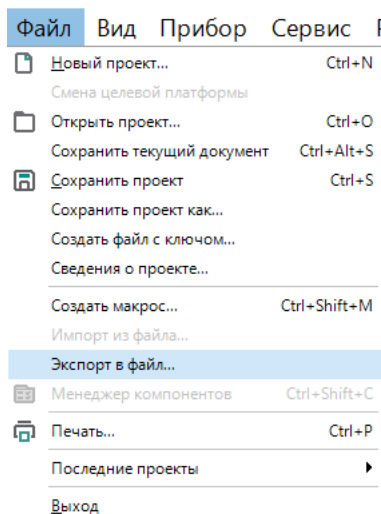 Файл Вид Прибор Сервис
Новый проект... Ctrl+N
Смена целевой платформы
Открыть проект... Ctrl+O
Сохранить текущий документ Ctrl+Alt+S
Сохранить проект Ctrl+S
Сохранить проект как...
Создать файл с ключом...
Сведения о проекте...
Создать макрос... Ctrl+Shift+M
Импорт из файла...
Экспорт в файл...
Менеджер компонентов Ctrl+Shift+C
Печать... Ctrl+P
Последние проекты
Выход